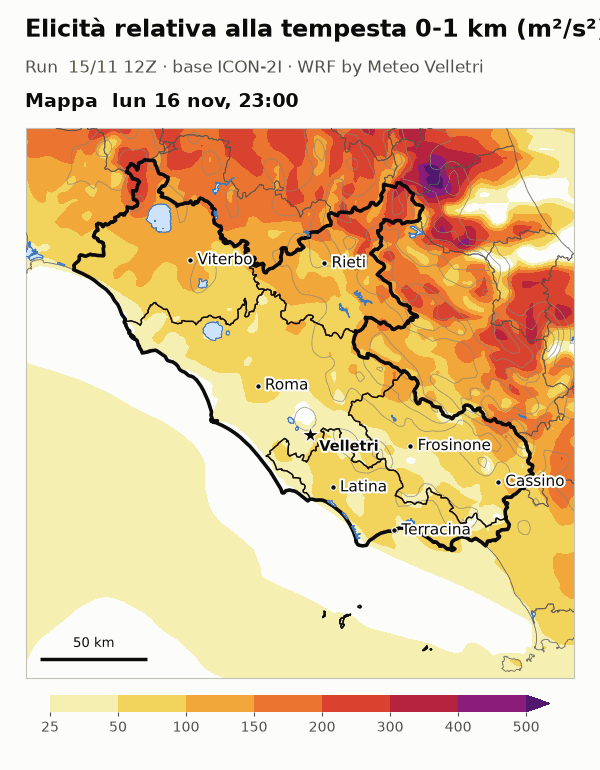 Elicità relativa alla tempesta 0-1 km (m²/s²)
Run 15/11 12Z · base ICON-2I · WRF by Meteo Velletri
Mappa lun 16 nov, 23:00
Viterbo
Rieti
Roma
Velletri
Frosinone
Cassino
Latina
Terracina
50 km
25 50 100 150 200 300 400 500